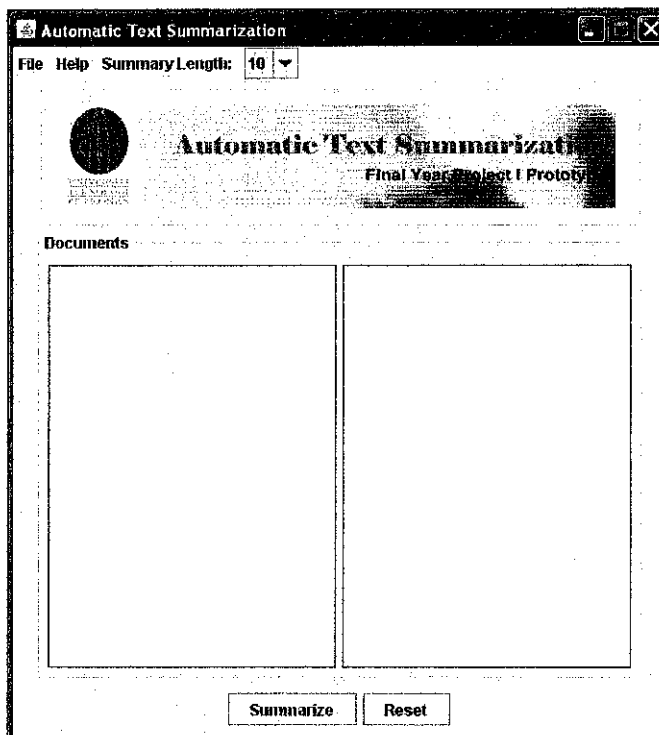 Automatic Text Summarization
File Help Summary Length: 10
Automatic Text Summarizati
Final Year Project I Prototy
Documents
Summarize Reset